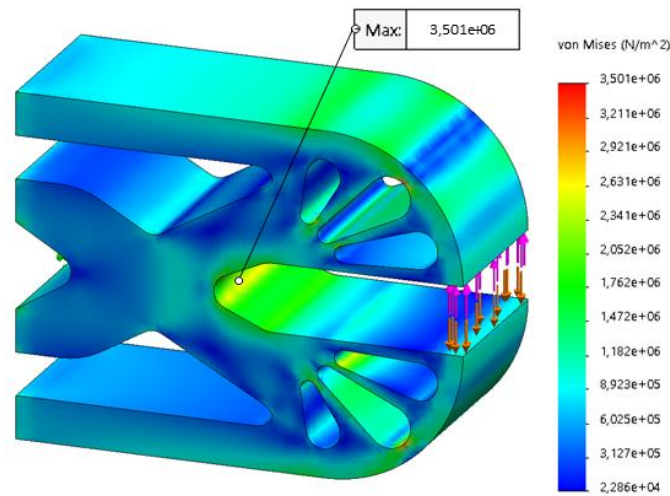 Max: 3,501e+06
von Mises (N/m^2)
3,501e+06
3,211e+06
2,921e+06
2,631e+06
2,341e+06
2,052e+06
1,762e+06
1,472e+06
1,182e+06
8,923e+05
6,025e+05
3,127e+05
2,286e+04